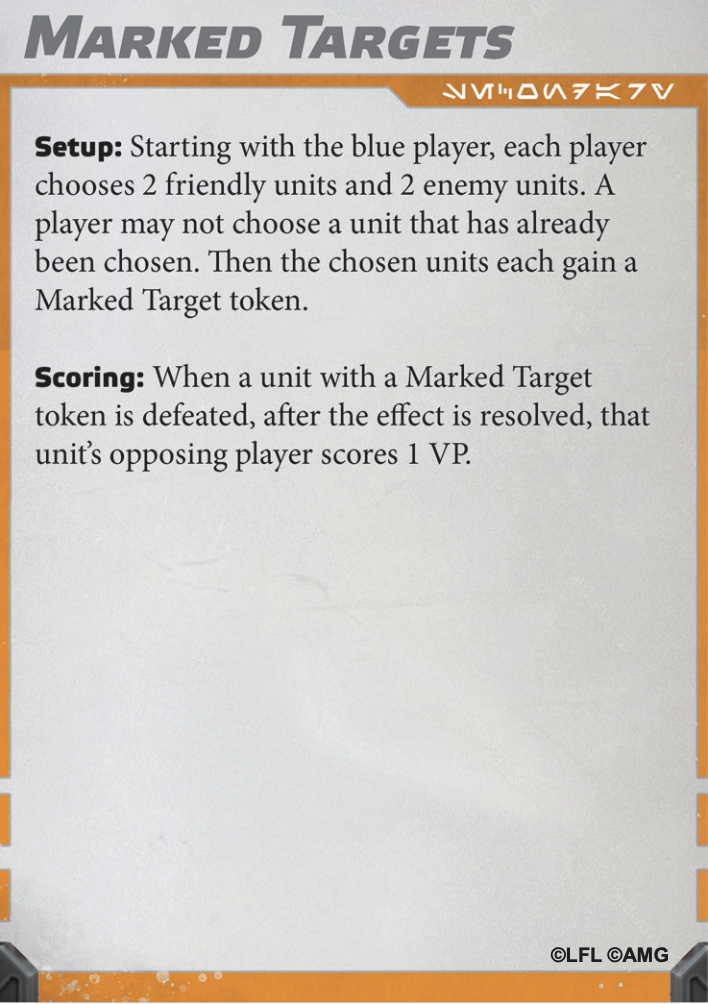 MARKED TARGETS
Setup: Starting with the blue player, each player
chooses 2 friendly units and 2 enemy units. A
player may not choose a unit that has already
been chosen. Then the chosen units each gain a
Marked Target token.
Scoring: When a unit with a Marked Target
token is defeated, after the effect is resolved, that
unit’s opposing player scores 1 VP.
©LFL ©AMG